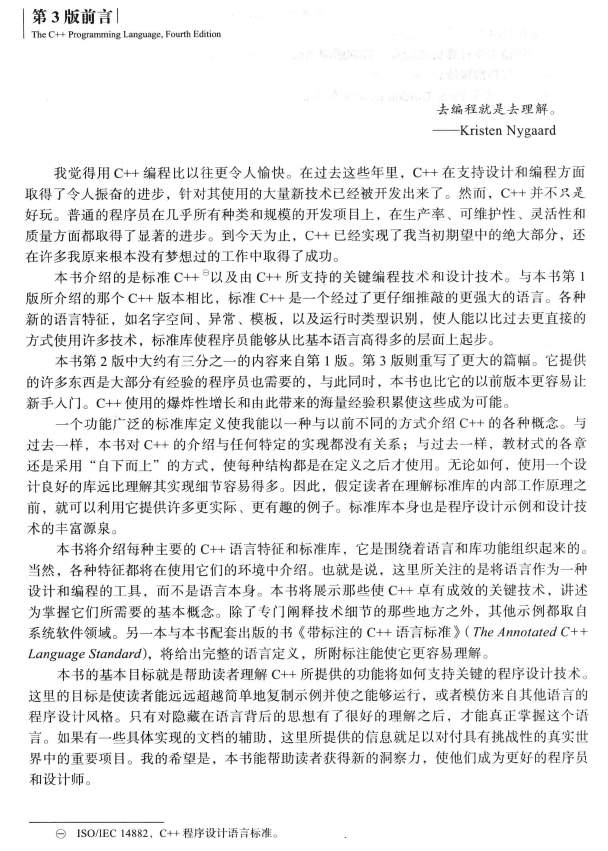 第3版前言
The C++ Programming Language, Fourth Edition
去编程就是去理解。
——Kristen Nygaard
我觉得用 C++ 编程比以往更令人愉快。在过去这些年里，C++ 在支持设计和编程方面
取得了令人振奋的进步，针对其使用的大量新技术已经被开发出来了。然而，C++ 并不只是
好玩。普通的程序员在几乎所有种类和规模的开发项目上，在生产率、可维护性、灵活性和
质量方面都取得了显著的进步。到今天为止，C++ 已经实现了我当初期望中的绝大部分，还
在许多我原来根本没有梦想过的工作中取得了成功。
本书介绍的是标准 C++ ㊀以及由 C++ 所支持的关键编程技术和设计技术。与本书第 1
版所介绍的那个 C++ 版本相比，标准 C++ 是一个经过了更仔细推敲的更强大的语言。各种
新的语言特征，如名字空间、异常、模板，以及运行时类型识别，使人能以比过去更直接的
方式使用许多技术，标准库使程序员能够从比基本语言高得多的层面上起步。
本书第 2 版中大约有三分之一的内容来自第 1 版。第 3 版则重写了更大的篇幅。它提供
的许多东西是大部分有经验的程序员也需要的，与此同时，本书也比它的以前版本更容易让
新手入门。C++ 使用的爆炸性增长和由此带来的海量经验积累使这些成为可能。
一个功能广泛的标准库定义使我能以一种与以前不同的方式介绍 C++ 的各种概念。与
过去一样，本书对 C++ 的介绍与任何特定的实现都没有关系；与过去一样，教材式的各章
还是采用“自下而上”的方式，使每种结构都是在定义之后才使用。无论如何，使用一个设
计良好的库远比理解其实现细节容易得多。因此，假定读者在理解标准库的内部工作原理之
前，就可以利用它提供许多更实际、更有趣的例子。标准库本身也是程序设计示例和设计技
术的丰富源泉。
本书将介绍每种主要的 C++ 语言特征和标准库，它是围绕着语言和库功能组织起来的。
当然，各种特征都将在使用它们的环境中介绍。也就是说，这里所关注的是将语言作为一种
设计和编程的工具，而不是语言本身。本书将展示那些使 C++ 卓有成效的关键技术，讲述
为掌握它们所需要的基本概念。除了专门阐释技术细节的那些地方之外，其他示例都取自
系统软件领域。另一本与本书配套出版的书《带标注的 C++ 语言标准》（The Annotated C++
Language Standard），将给出完整的语言定义，所附标注能使它更容易理解。
本书的基本目标就是帮助读者理解 C++ 所提供的功能将如何支持关键的程序设计技术。
这里的目标是使读者能远远超越简单地复制示例并使之能够运行，或者模仿来自其他语言的
程序设计风格。只有对隐藏在语言背后的思想有了很好的理解之后，才能真正掌握这个语
言。如果有一些具体实现的文档的辅助，这里所提供的信息就足以对付具有挑战性的真实世
界中的重要项目。我的希望是，本书能帮助读者获得新的洞察力，使他们成为更好的程序员
和设计师。
㊀ ISO/IEC 14882，C++ 程序设计语言标准。